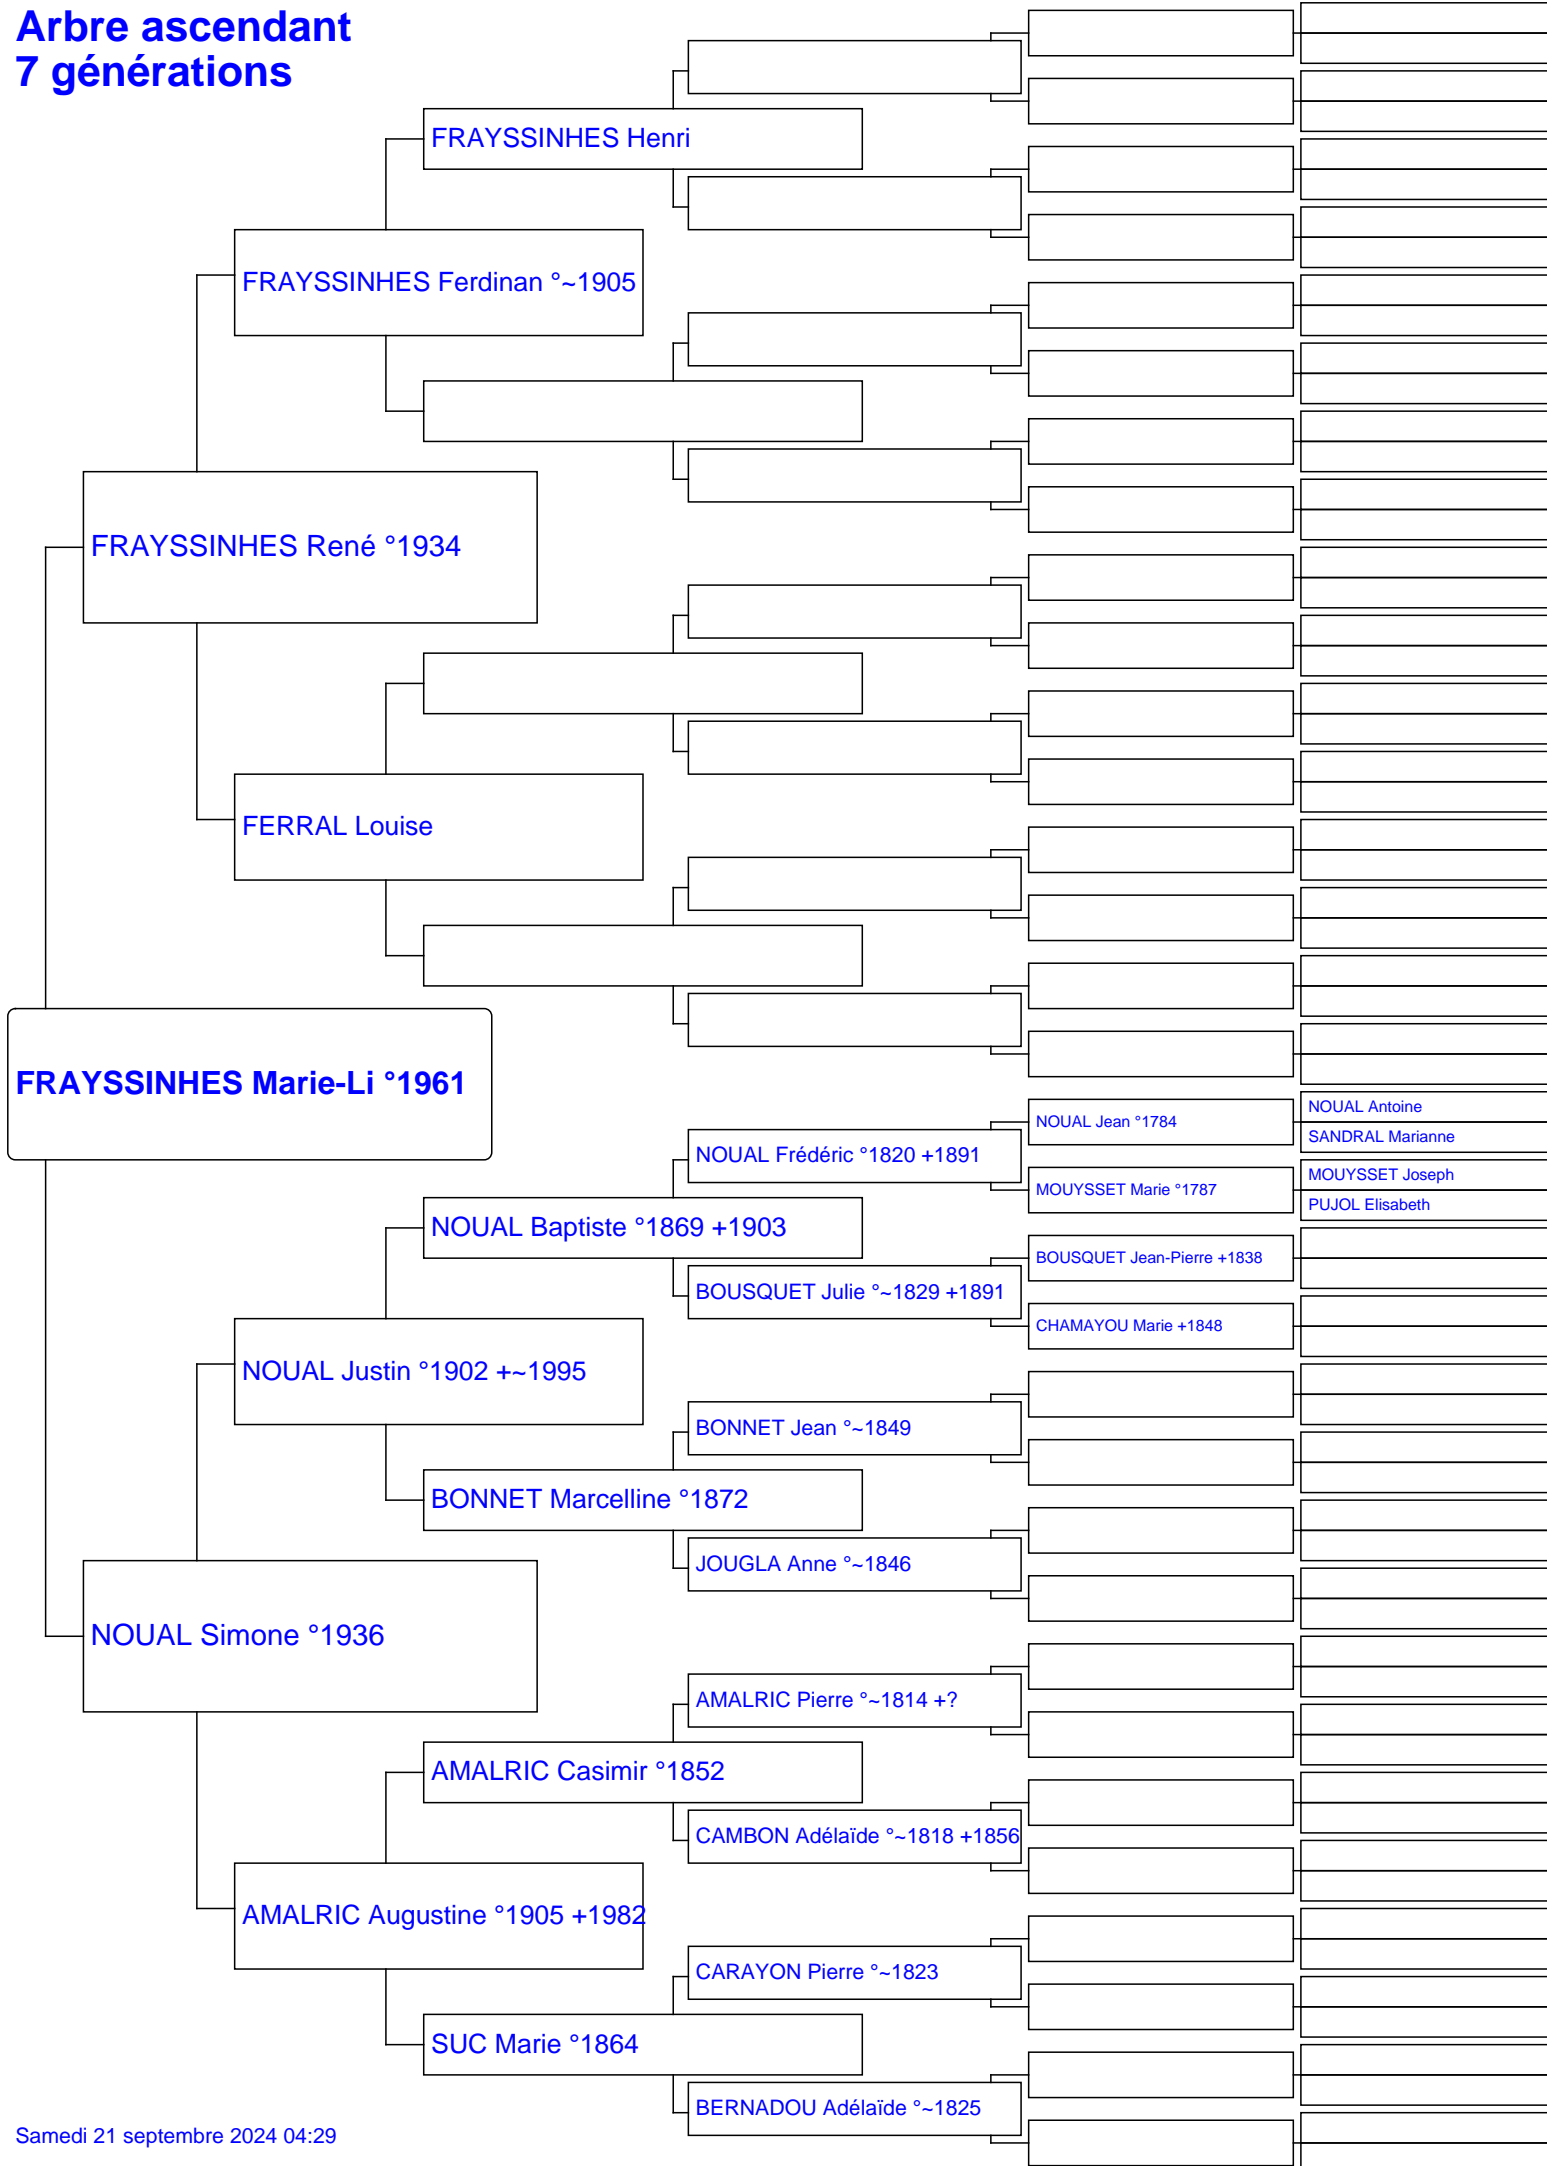 Arbre ascendant
7 générations
FRAYSSINHES Henri
FRAYSSINHES Ferdinan °~1905
FRAYSSINHES René °1934
FERRAL Louise
FRAYSSINHES Marie-Li °1961
NOUAL Antoine
NOUAL Jean °1784
SANDRAL Marianne
NOUAL Frédéric °1820 +1891
MOUYSSET Joseph
MOUYSSET Marie °1787
PUJOL Elisabeth
NOUAL Baptiste °1869 +1903
BOUSQUET Jean-Pierre +1838
BOUSQUET Julie °~1829 +1891
CHAMAYOU Marie +1848
NOUAL Justin °1902 +~1995
BONNET Jean °~1849
BONNET Marcelline °1872
JOUGLA Anne °~1846
NOUAL Simone °1936
AMALRIC Pierre °~1814 +?
AMALRIC Casimir °1852
CAMBON Adélaïde °~1818 +1856
AMALRIC Augustine °1905 +1982
CARAYON Pierre °~1823
SUC Marie °1864
BERNADOU Adélaïde °~1825
Samedi 21 septembre 2024 04:29